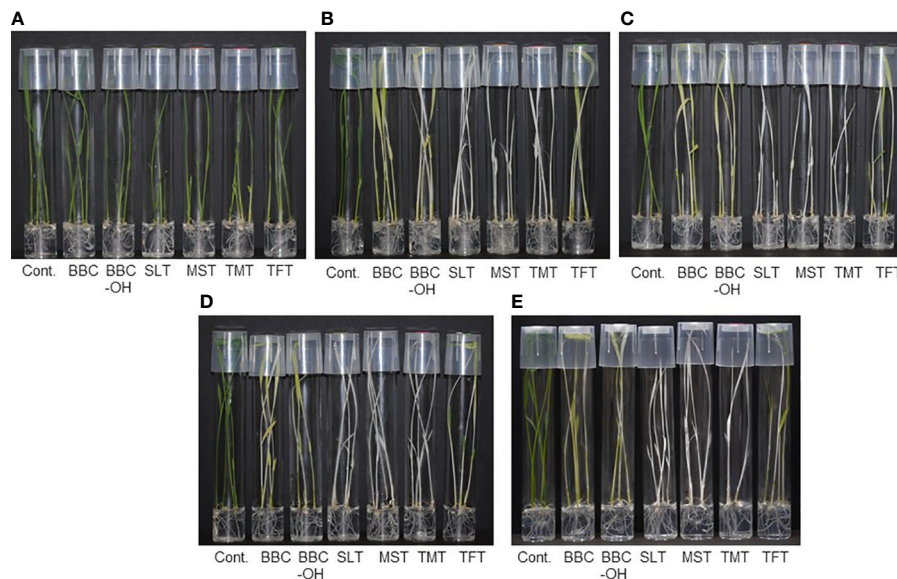 A
B
C
Cont. BBC BBC SLT MST TMT TFT
-OH
Cont. BBC BBC SLT MST TMT TFT
-OH
Cont. BBC BBC SLT MST TMT TFT
-OH
D
E
Cont. BBC BBC SLT MST TMT TFT
-OH
Cont. BBC BBC SLT MST TMT TFT
-OH